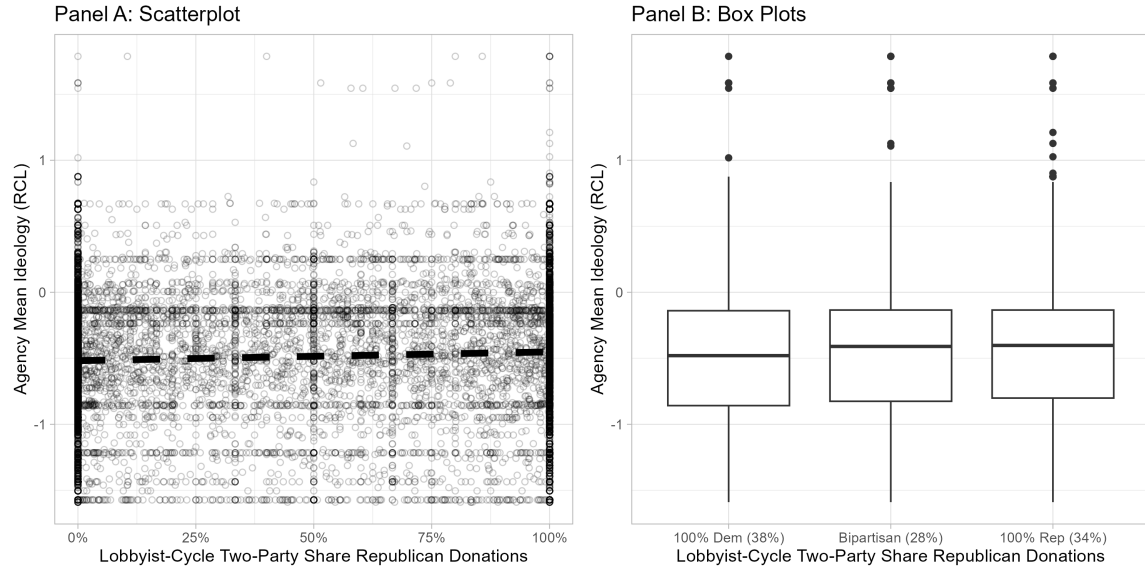 Panel A: Scatterplot
Agency Mean Ideology (RCL)
1
0
-1
0%
25%
50%
75%
100%
Lobbyist-Cycle Two-Party Share Republican Donations
Panel B: Box Plots
Agency Mean Ideology (RCL)
1
0
-1
100% Dem (38%)
Bipartisan (28%)
100% Rep (34%)
Lobbyist-Cycle Two-Party Share Republican Donations